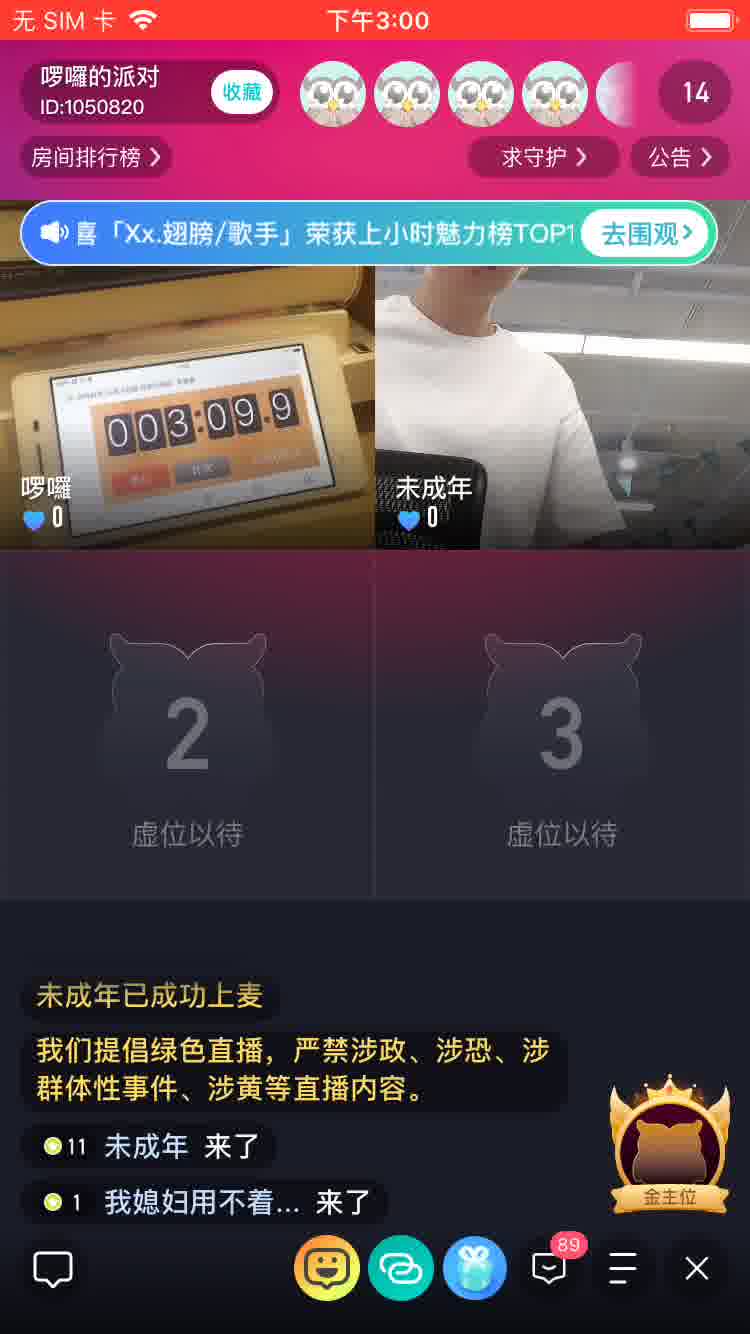 无 SIM 卡
下午3:00
啰囉的派对
ID:1050820
收藏
14
房间排行榜
求守护
公告
喜「Xx.翅膀/歌手」荣获上小时魅力榜TOP1
去围观
003:09.9
啰囉
0
未成年
0
2
3
虚位以待
虚位以待
未成年已成功上麦
我们提倡绿色直播，严禁涉政、涉恐、涉
群体性事件、涉黄等直播内容。
11 未成年 来了
1 我媳妇用不着... 来了
金主位
89